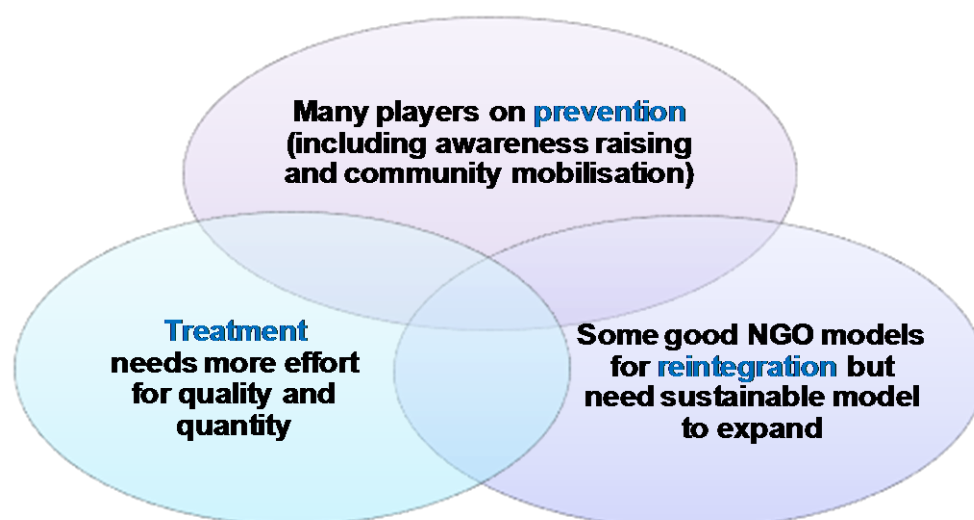 Many players on prevention
(including awareness raising
and community mobilisation)
Treatment
needs more effort
for quality and
quantity
Some good NGO models
for reintegration but
need sustainable model
to expand